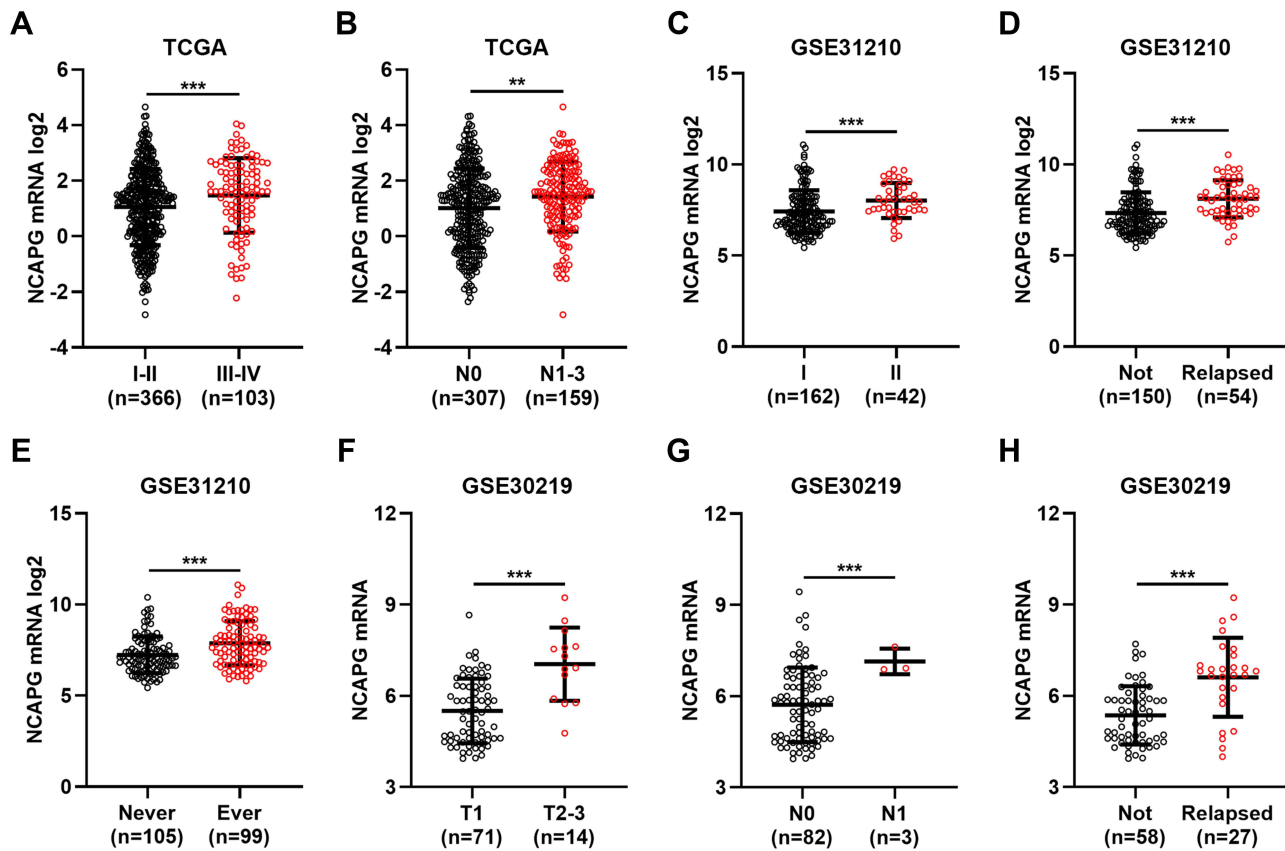 A
TCGA
NCAPG mRNA log2
6
4
2
0
-2
-4
***
I-II
(n=366)
III-IV
(n=103)
B
TCGA
NCAPG mRNA log2
6
4
2
0
-2
-4
**
N0
(n=307)
N1-3
(n=159)
C
GSE31210
NCAPG mRNA log2
15
10
5
0
***
I
(n=162)
II
(n=42)
D
GSE31210
NCAPG mRNA log2
15
10
5
0
***
Not
(n=150)
Relapsed
(n=54)
E
GSE31210
NCAPG mRNA log2
15
10
5
0
***
Never
(n=105)
Ever
(n=99)
F
GSE30219
NCAPG mRNA
12
9
6
3
***
T1
(n=71)
T2-3
(n=14)
G
GSE30219
NCAPG mRNA
12
9
6
3
***
N0
(n=82)
N1
(n=3)
H
GSE30219
NCAPG mRNA
12
9
6
3
***
Not
(n=58)
Relapsed
(n=27)